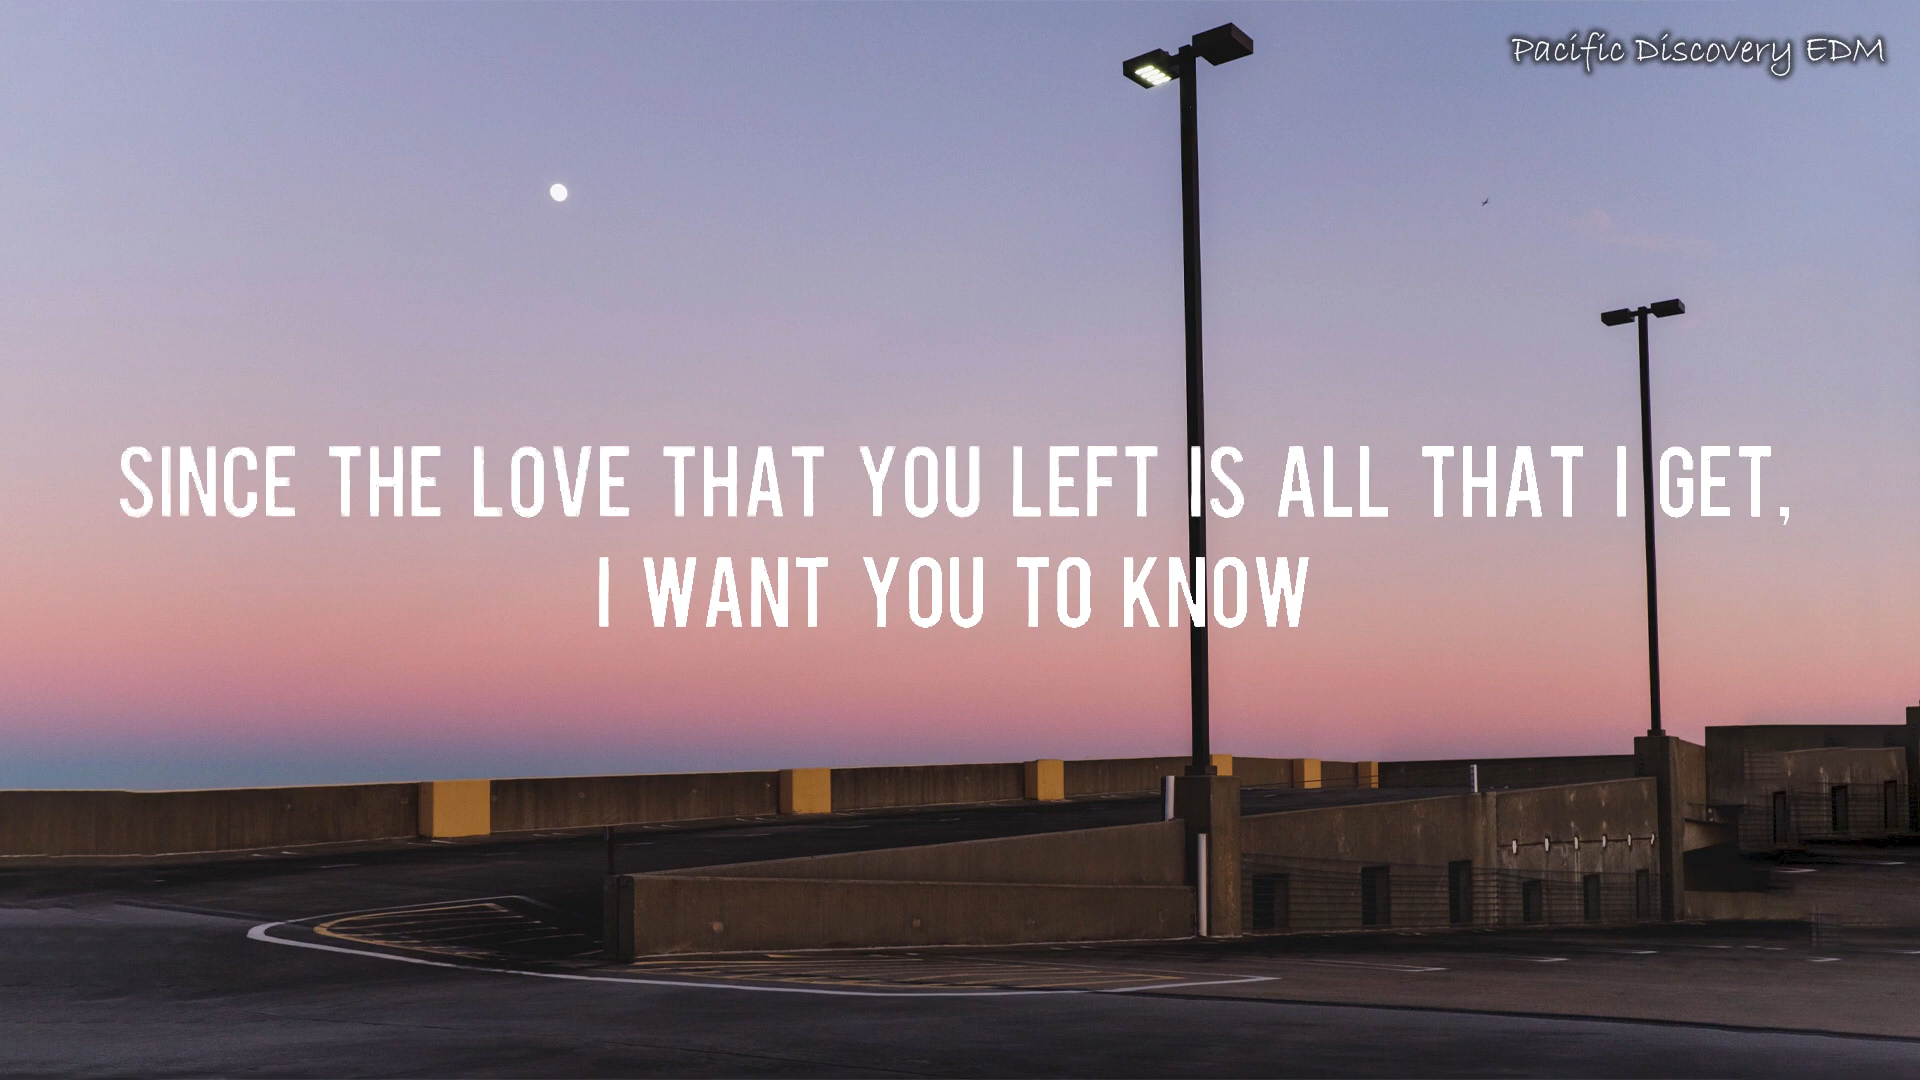 Pacific Discovery EDM
SINCE THE LOVE THAT YOU LEFT IS ALL THAT I GET,
I WANT YOU TO KNOW